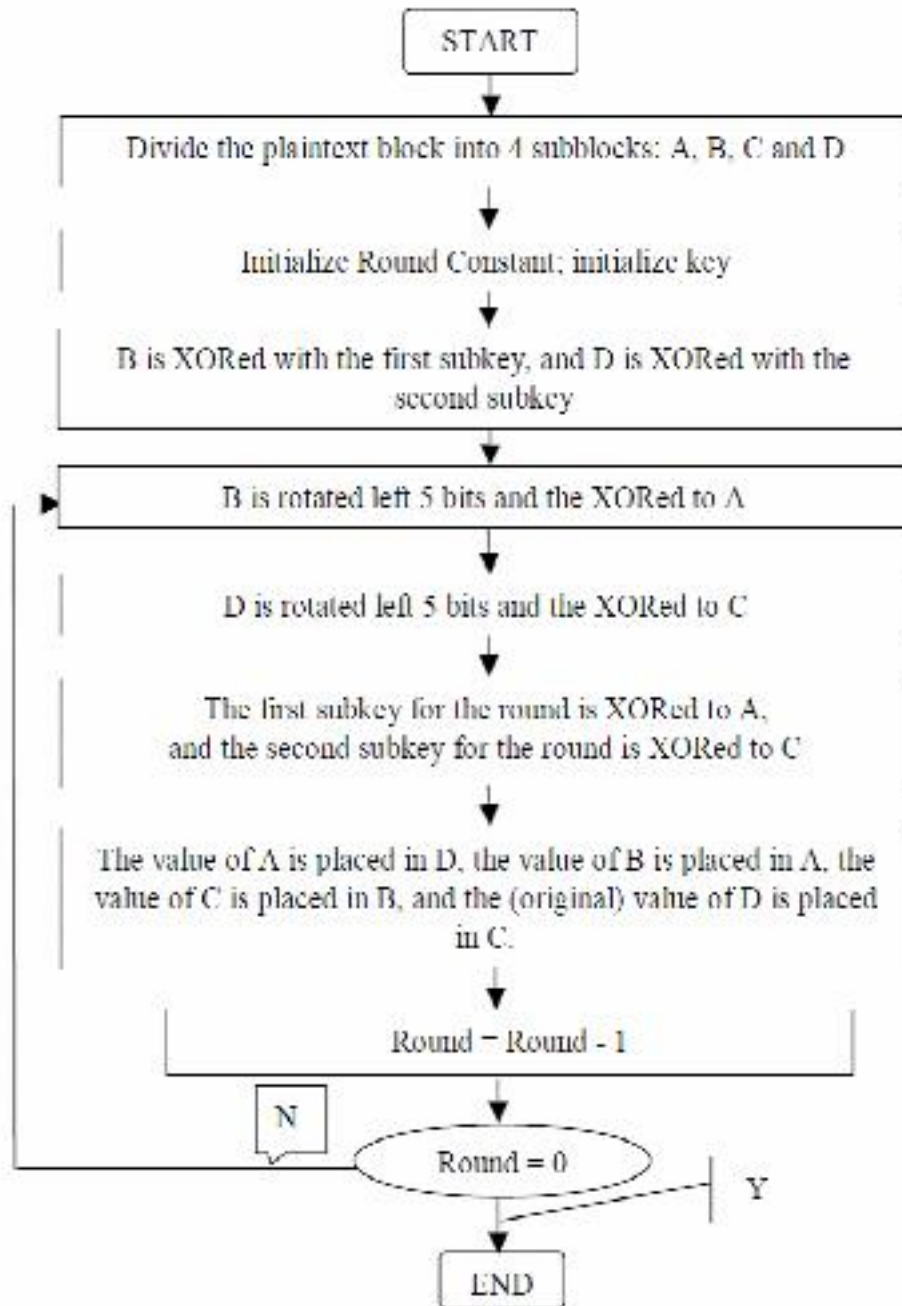 START
Divide the plaintext block into 4 subblocks: A, B, C and D
Initialize Round Constant; initialize key
B is XORed with the first subkey, and D is XORed with the
second subkey
B is rotated left 5 bits and the XORed to A
D is rotated left 5 bits and the XORed to C
The first subkey for the round is XORed to A,
and the second subkey for the round is XORed to C
The value of A is placed in D, the value of B is placed in A, the
value of C is placed in B, and the (original) value of D is placed
in C.
Round = Round - 1
N
Round = 0
Y
END